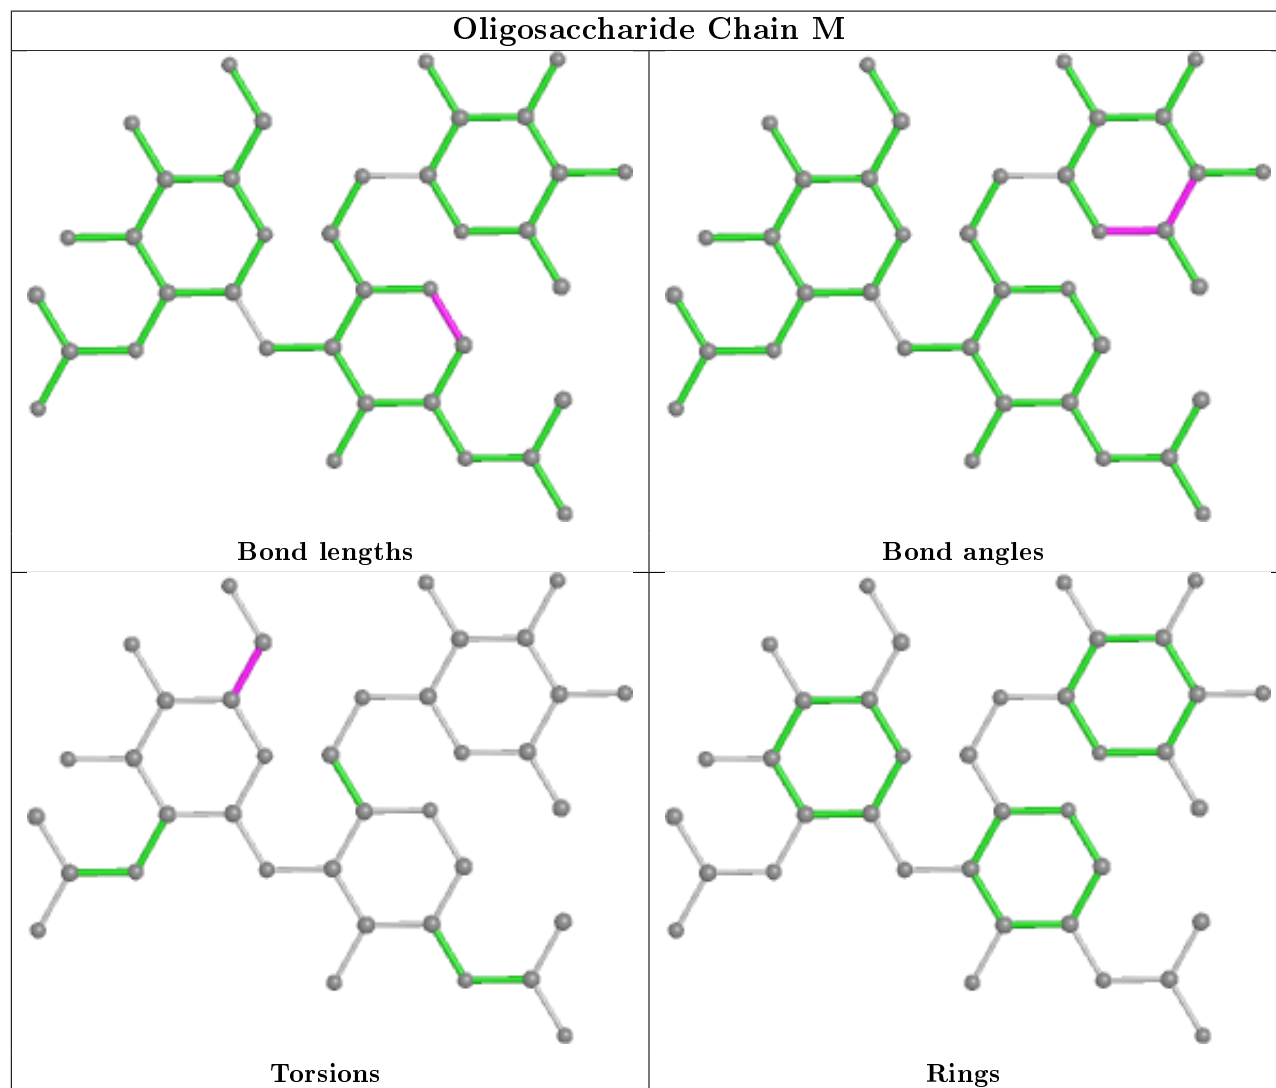 Oligosaccharide Chain M
Bond lengths
Bond angles
Torsions
Rings